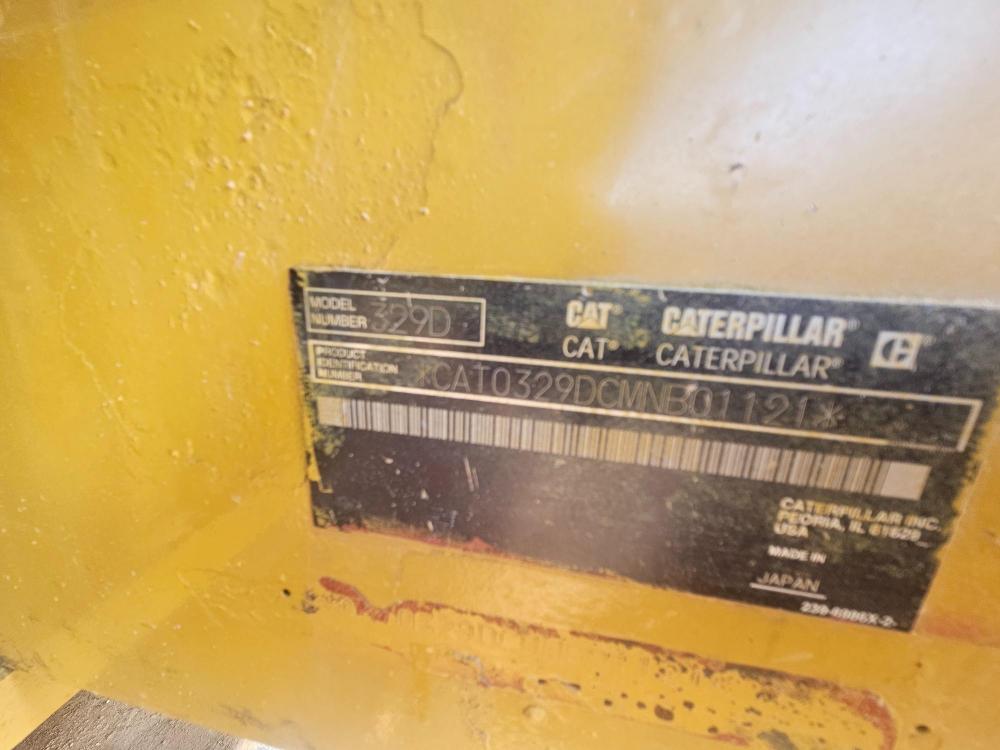 MODEL NUMBER 329D
CAT® CATERPILLAR®
CAT® CATERPILLAR®
PRODUCT IDENTIFICATION NUMBER *CAT0329DCMNB01121*
CATERPILLAR INC.
PEORIA, IL 61629
USA
MADE IN
JAPAN